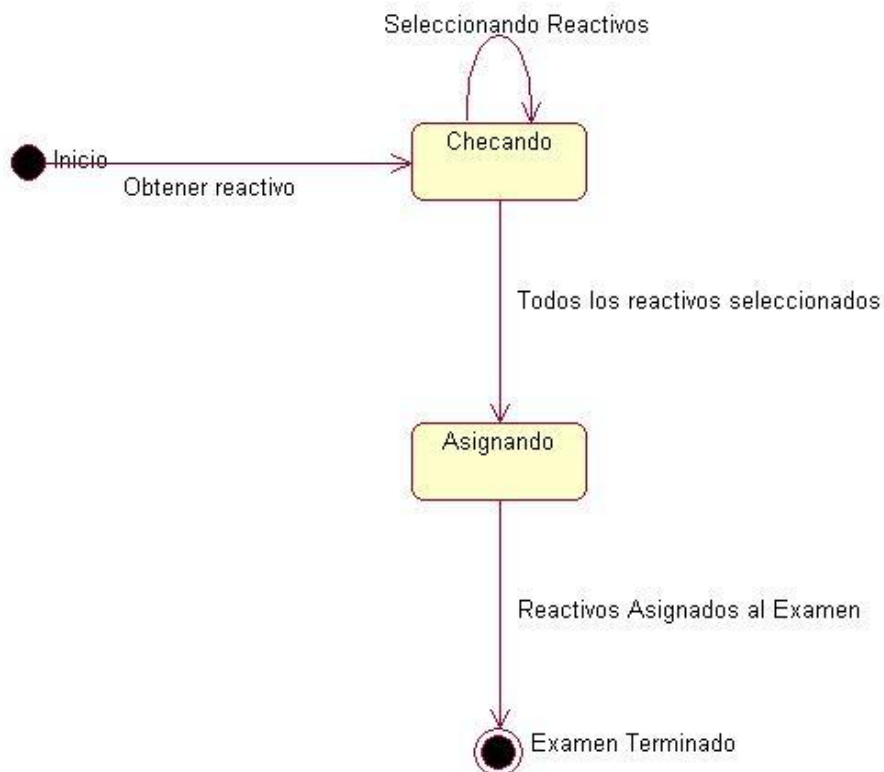 Seleccionando Reactivos
Checando
Inicio
Obtener reactivo
Todos los reactivos seleccionados
Asignando
Reactivos Asignados al Examen
Examen Terminado